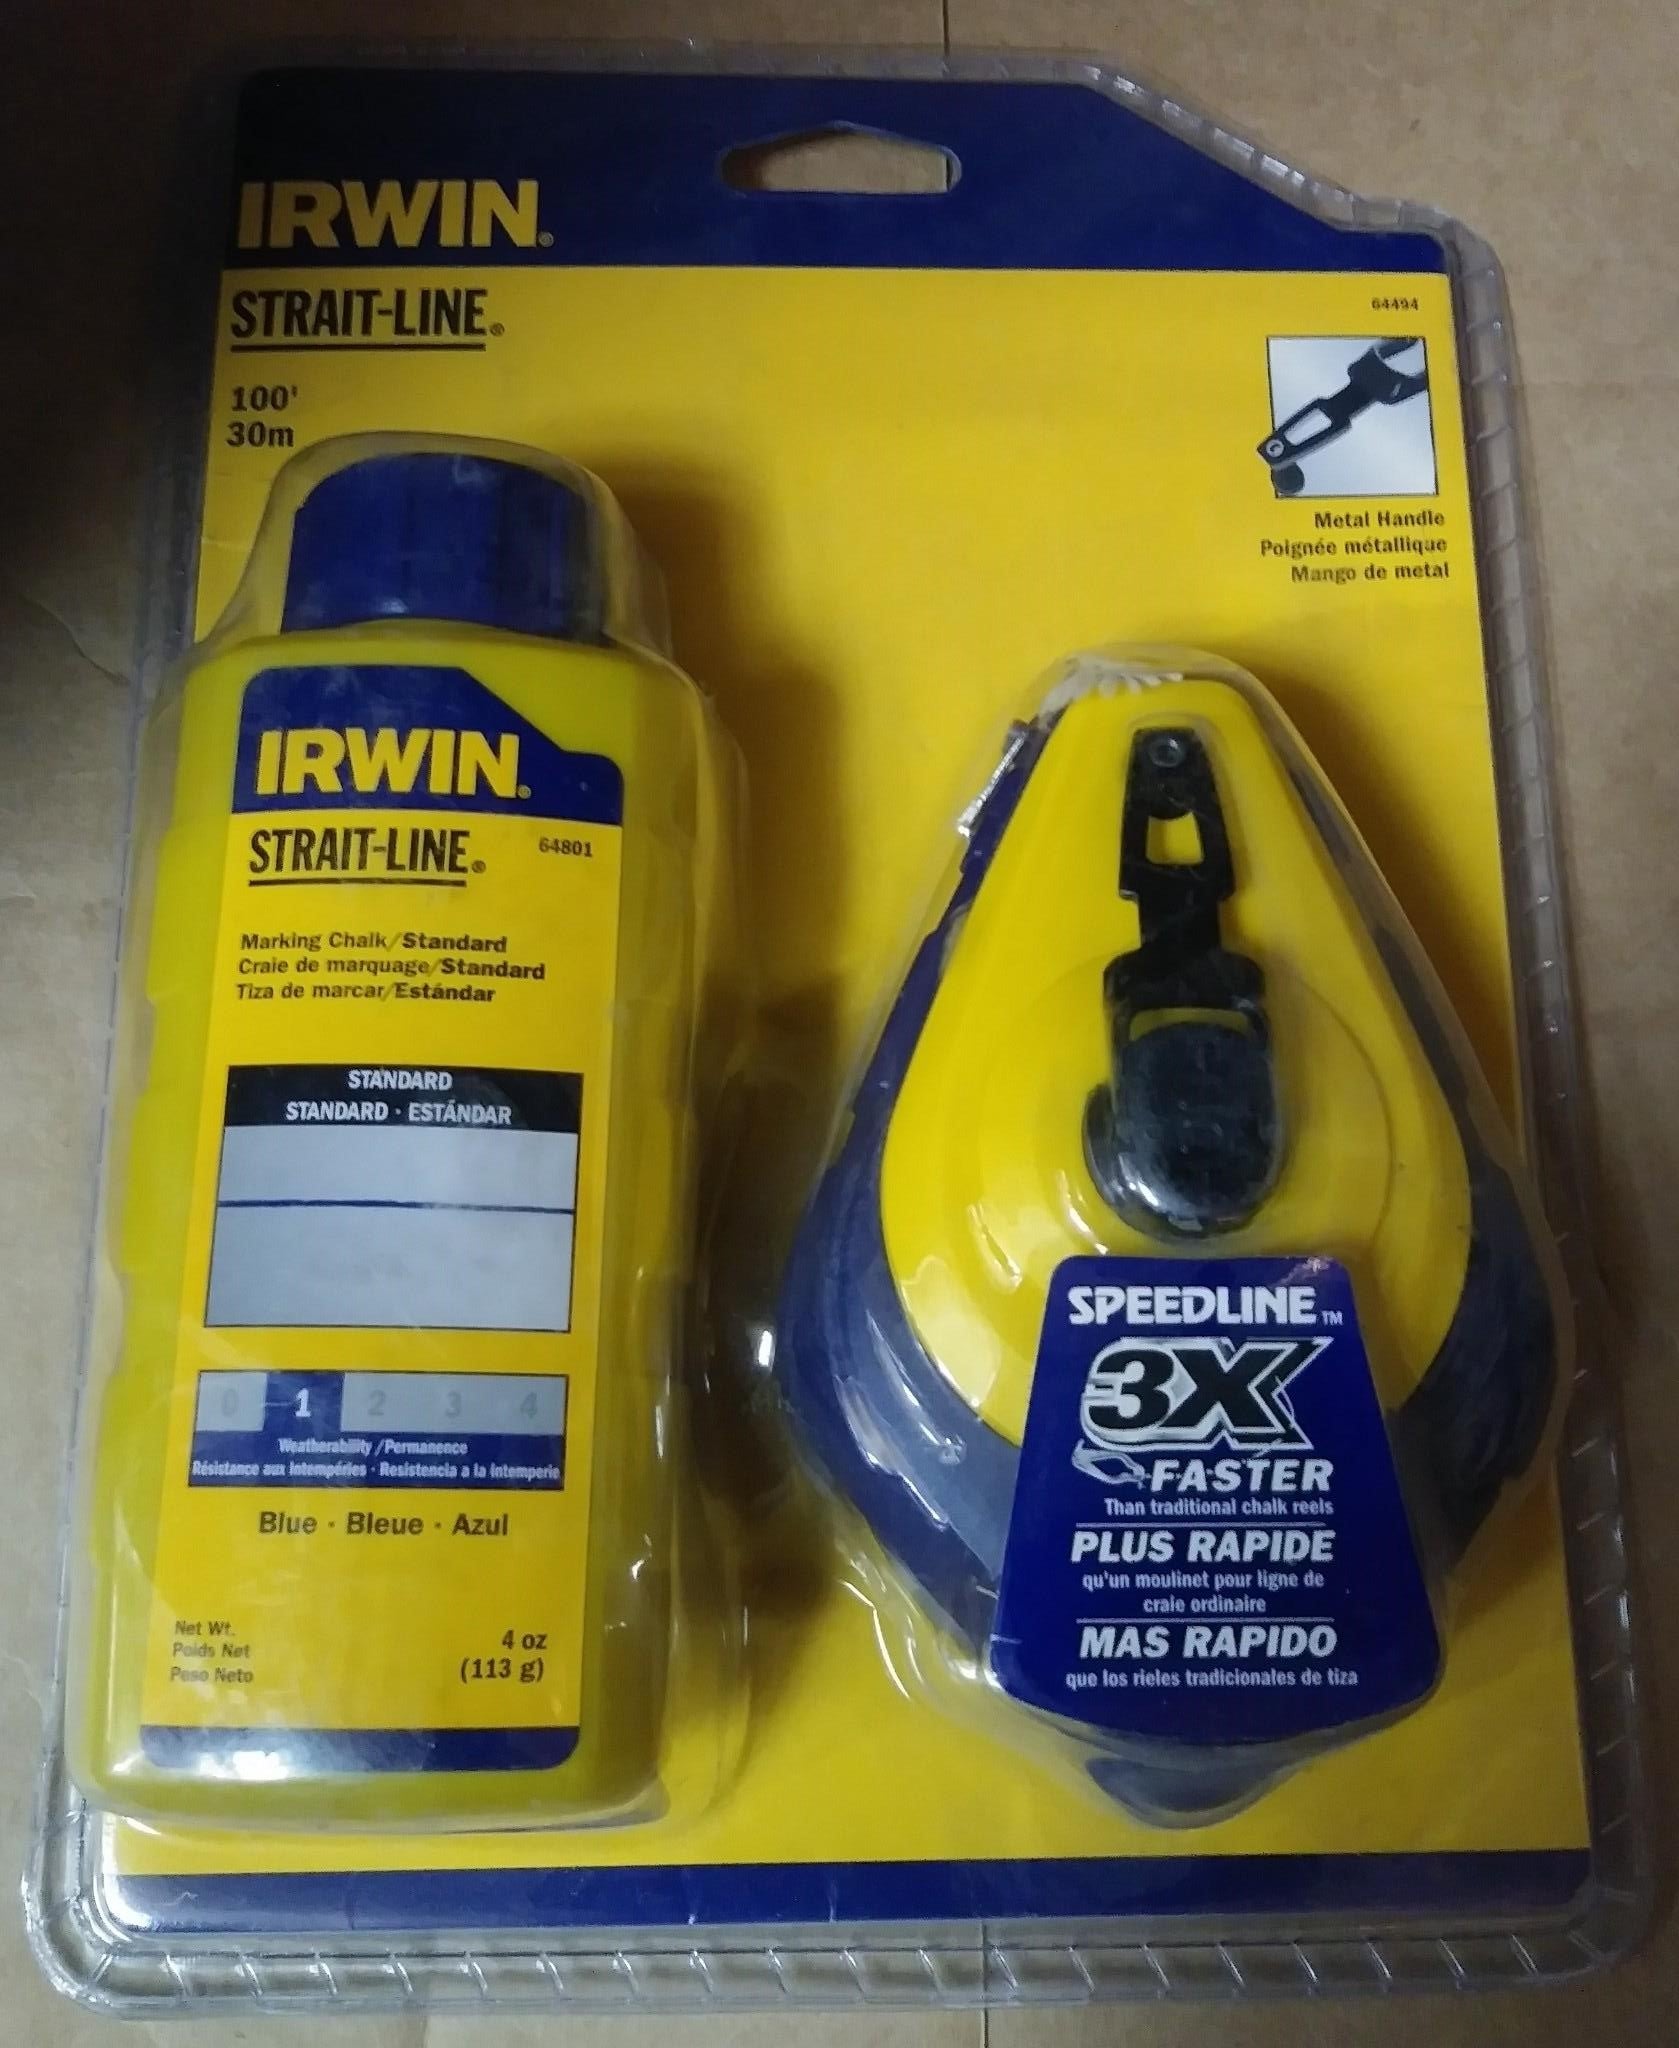 IRWIN®
STRAIT-LINE®
100'
30m
64494
Metal Handle
Poignée métallique
Mango de metal
IRWIN®
STRAIT-LINE®
64801
Marking Chalk/Standard
Craie de marquage/Standard
Tiza de marcar/Estándar
STANDARD
STANDARD · ESTÁNDAR
0 1 2 3 4
Weatherability/Permanence
Résistance aux intempéries · Resistencia a la intemperie
Blue · Bleue · Azul
Net Wt.
Poids Net
Peso Neto
4 oz
(113 g)
SPEEDLINE™
3X
FASTER
Than traditional chalk reels
PLUS RAPIDE
qu'un moulinet pour ligne de
craie ordinaire
MAS RAPIDO
que los rieles tradicionales de tiza